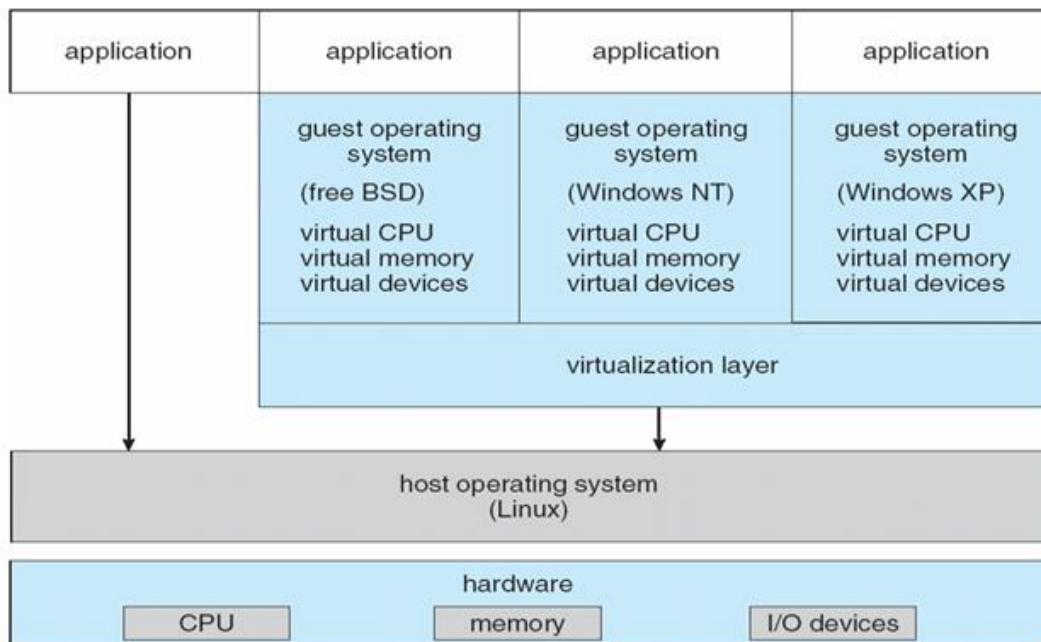 application
application
application
application
guest operating
system
(free BSD)
virtual CPU
virtual memory
virtual devices
guest operating
system
(Windows NT)
virtual CPU
virtual memory
virtual devices
guest operating
system
(Windows XP)
virtual CPU
virtual memory
virtual devices
virtualization layer
host operating system
(Linux)
hardware
CPU
memory
I/O devices